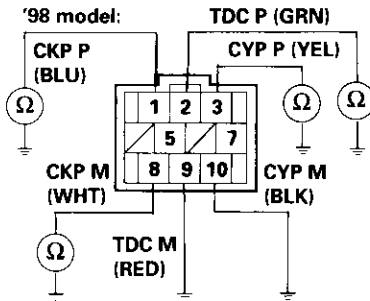 '98 model:
TDC P (GRN)
CKP P
(BLU)
CYP P (YEL)
Ω
Ω
Ω
1 2 3
5 7
8 9 10
CKP M
(WHT)
CYP M
(BLK)
Ω
TDC M
(RED)